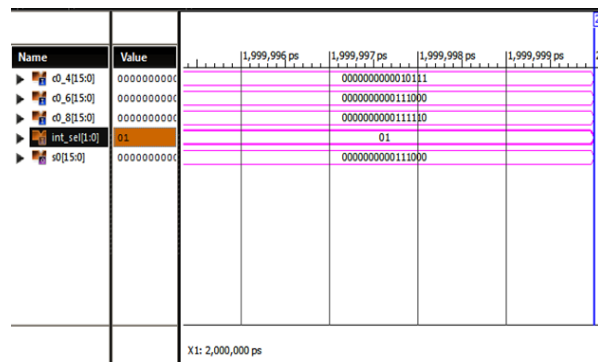 Name Value 1,999,996 ps 1,999,997 ps 1,999,998 ps 1,999,999 ps
c0_4[15:0] 000000000 0000000000010111
c0_6[15:0] 000000000 0000000000111000
c0_8[15:0] 000000000 0000000000111110
int_sel[1:0] 01 01
s0[15:0] 000000000 0000000000111000
X1: 2,000,000 ps